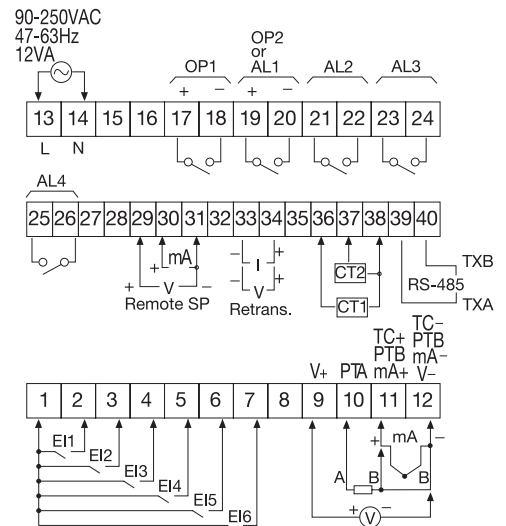 90-250VAC
47-63Hz
12VA
OP1
OP2
or
AL1
AL2
AL3
+ −
+ −
13 14 15 16 17 18 19 20 21 22 23 24
L N
AL4
25 26 27 28 29 30 31 32 33 34 35 36 37 38 39 40
+ mA −
+ V −
Remote SP
− I +
− V +
Retrans.
CT2
CT1
TXB
RS-485
TXA
V+
PTA
TC+
PTB
mA+
TC−
PTB
mA−
V−
1 2 3 4 5 6 7 8 9 10 11 12
EI1
EI2
EI3
EI4
EI5
EI6
+ mA −
A B B
+ V −